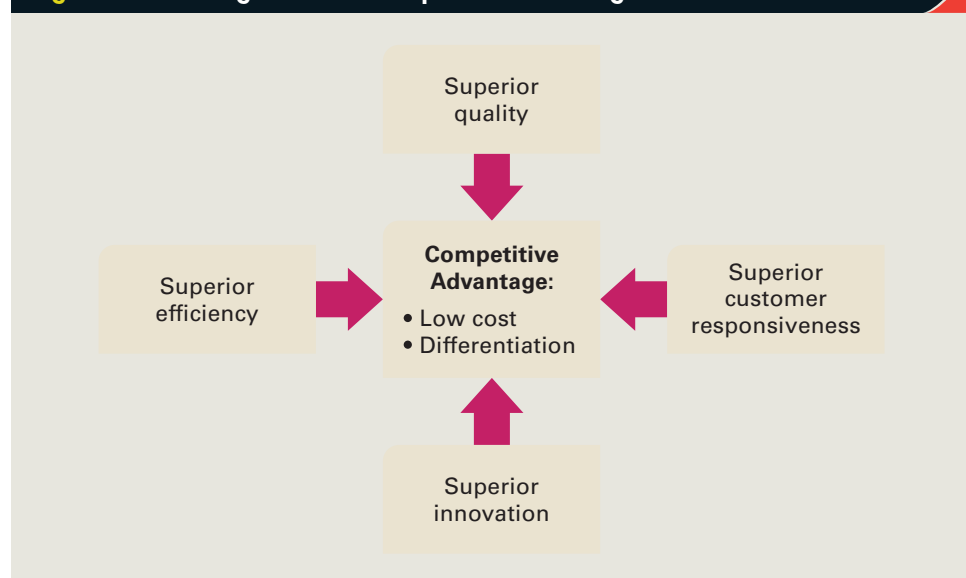 Superior
quality
Superior
efficiency
Competitive
Advantage:
• Low cost
• Differentiation
Superior
customer
responsiveness
Superior
innovation